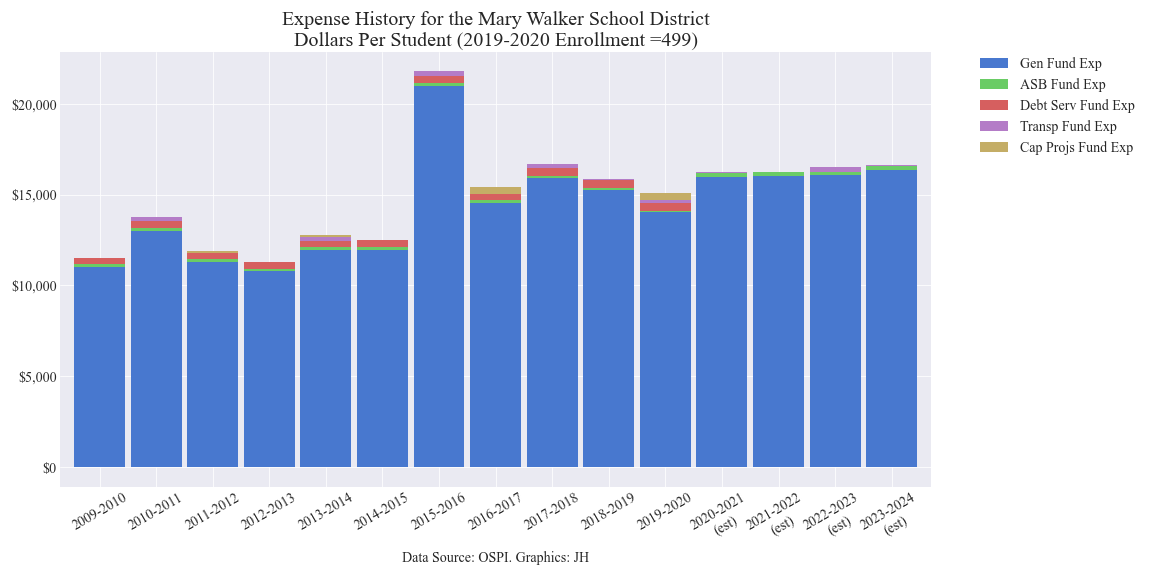 Expense History for the Mary Walker School District
Dollars Per Student (2019-2020 Enrollment =499)
Gen Fund Exp
ASB Fund Exp
Debt Serv Fund Exp
Transp Fund Exp
Cap Projs Fund Exp
$20,000
$15,000
$10,000
$5,000
$0
2009-2010
2010-2011
2011-2012
2012-2013
2013-2014
2014-2015
2015-2016
2016-2017
2017-2018
2018-2019
2019-2020
2020-2021
(est)
2021-2022
(est)
2022-2023
(est)
2023-2024
(est)
Data Source: OSPI. Graphics: JH